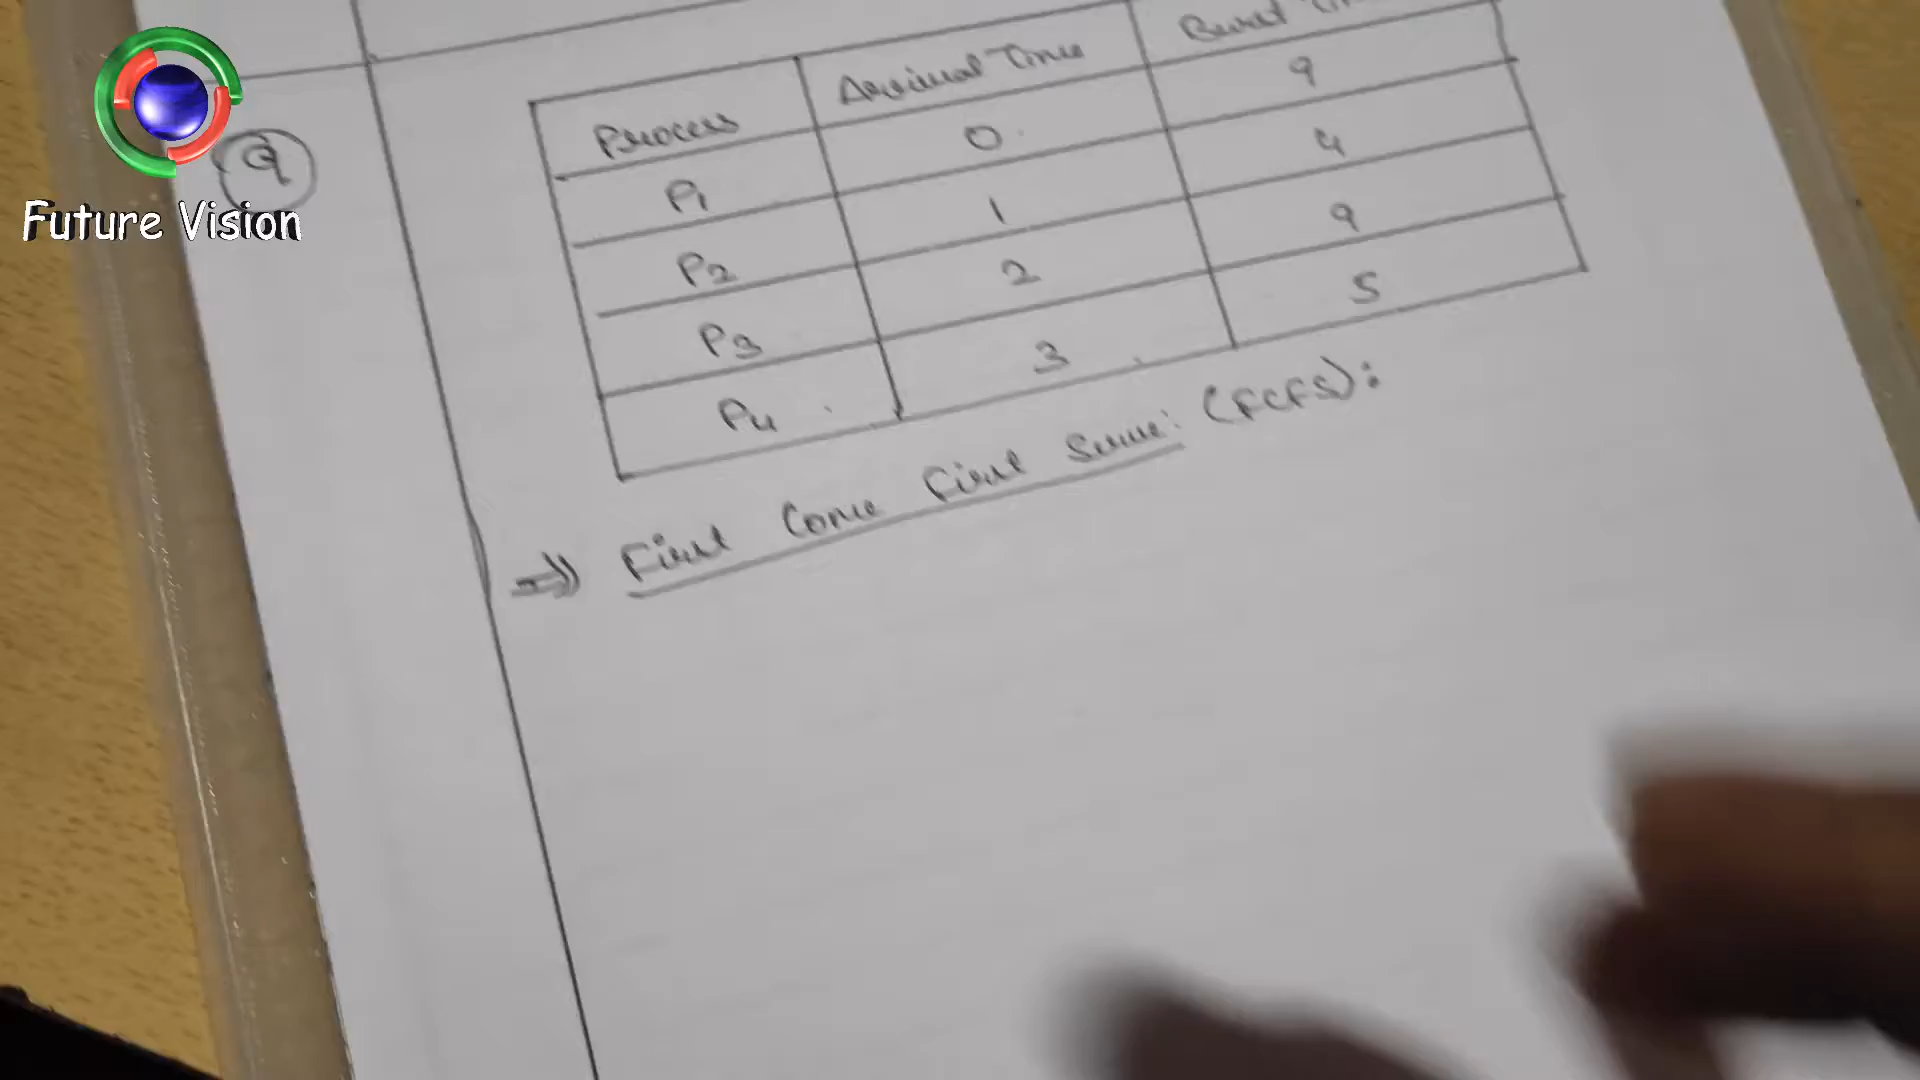 Future Vision
Q
Process Arrival Time Burst
P1 0 9
P2 1 4
P3 2 9
P4 3 5
⇒ First Come First Serve: (FCFS):